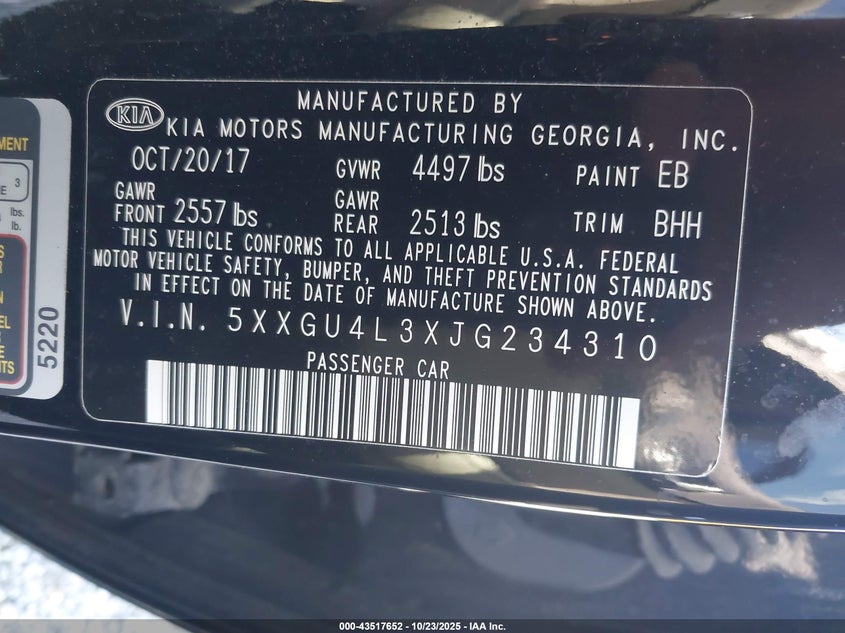 MENT
3
E
lbs.
lb.
S
R
N
EL
E
TS
5220
KIA
MANUFACTURED BY
KIA MOTORS MANUFACTURING GEORGIA, INC.
OCT/20/17 GVWR 4497 lbs PAINT EB
GAWR FRONT 2557 lbs GAWR REAR 2513 lbs TRIM BHH
THIS VEHICLE CONFORMS TO ALL APPLICABLE U.S.A. FEDERAL
MOTOR VEHICLE SAFETY, BUMPER, AND THEFT PREVENTION STANDARDS
IN EFFECT ON THE DATE OF MANUFACTURE SHOWN ABOVE.
V.I.N. 5XXGU4L3XJG234310
PASSENGER CAR
000-43517652 | 10/23/2025 - IAA Inc.